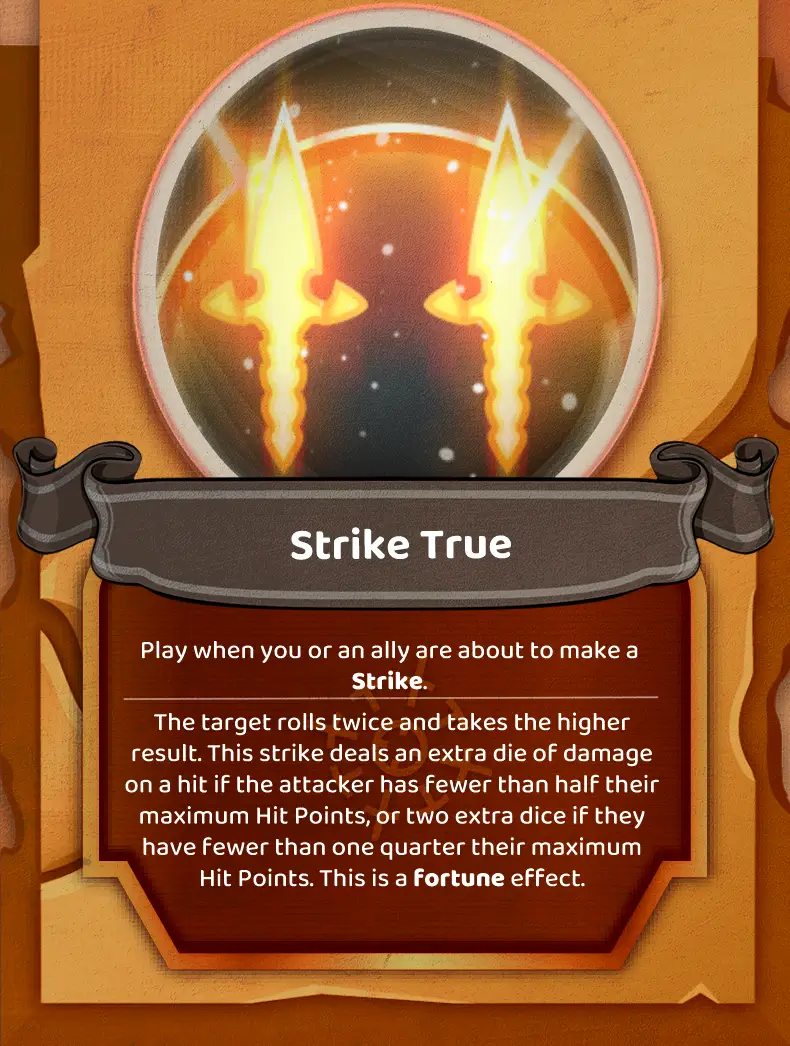 Strike True
Play when you or an ally are about to make a
Strike.
The target rolls twice and takes the higher
result. This strike deals an extra die of damage
on a hit if the attacker has fewer than half their
maximum Hit Points, or two extra dice if they
have fewer than one quarter their maximum
Hit Points. This is a fortune effect.